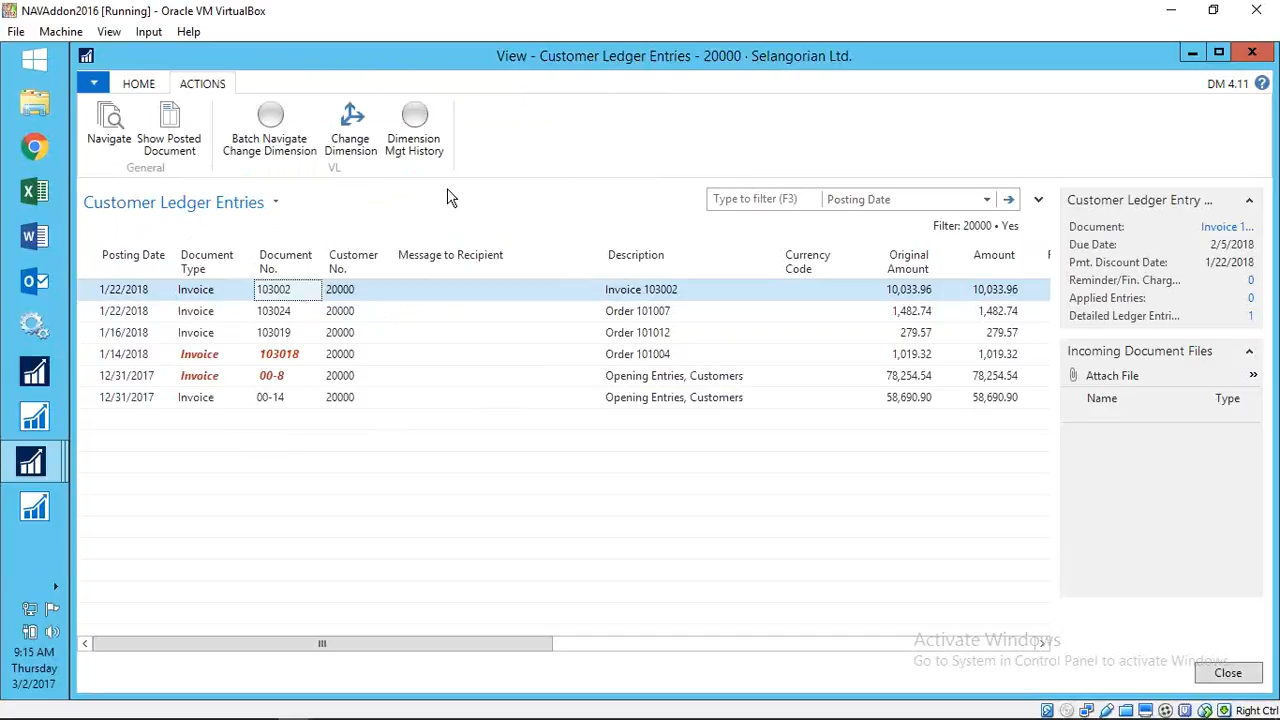 NAVAddon2016 [Running] - Oracle VM VirtualBox
File Machine View Input Help
View - Customer Ledger Entries - 20000 · Selangorian Ltd.
HOME ACTIONS
DM 4.11
Navigate
Show Posted
Document
General
Batch Navigate
Change Dimension
Change
Dimension
Dimension
Mgt History
VL
Customer Ledger Entries
Type to filter (F3) Posting Date
Filter: 20000 • Yes
Posting Date Document Type Document No. Customer No. Message to Recipient Description Currency Code Original Amount Amount
1/22/2018 Invoice 103002 20000 Invoice 103002 10,033.96 10,033.96
1/22/2018 Invoice 103024 20000 Order 101007 1,482.74 1,482.74
1/16/2018 Invoice 103019 20000 Order 101012 279.57 279.57
1/14/2018 Invoice 103018 20000 Order 101004 1,019.32 1,019.32
12/31/2017 Invoice 00-8 20000 Opening Entries, Customers 78,254.54 78,254.54
12/31/2017 Invoice 00-14 20000 Opening Entries, Customers 58,690.90 58,690.90
Customer Ledger Entry ...
Document: Invoice 1...
Due Date: 2/5/2018
Pmt. Discount Date: 1/22/2018
Reminder/Fin. Charg... 0
Applied Entries: 0
Detailed Ledger Entri... 1
Incoming Document Files
Attach File
Name Type
Activate Windows
Go to System in Control Panel to activate Windows.
Close
9:15 AM
Thursday
3/2/2017
Right Ctrl